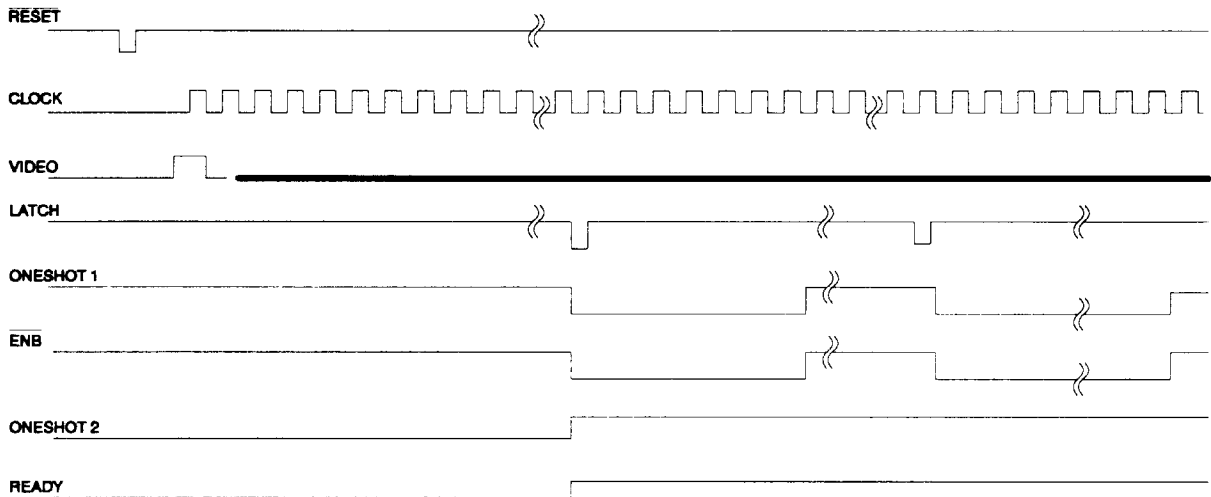 RESET
CLOCK
VIDEO
LATCH
ONESHOT 1
ENB
ONESHOT 2
READY